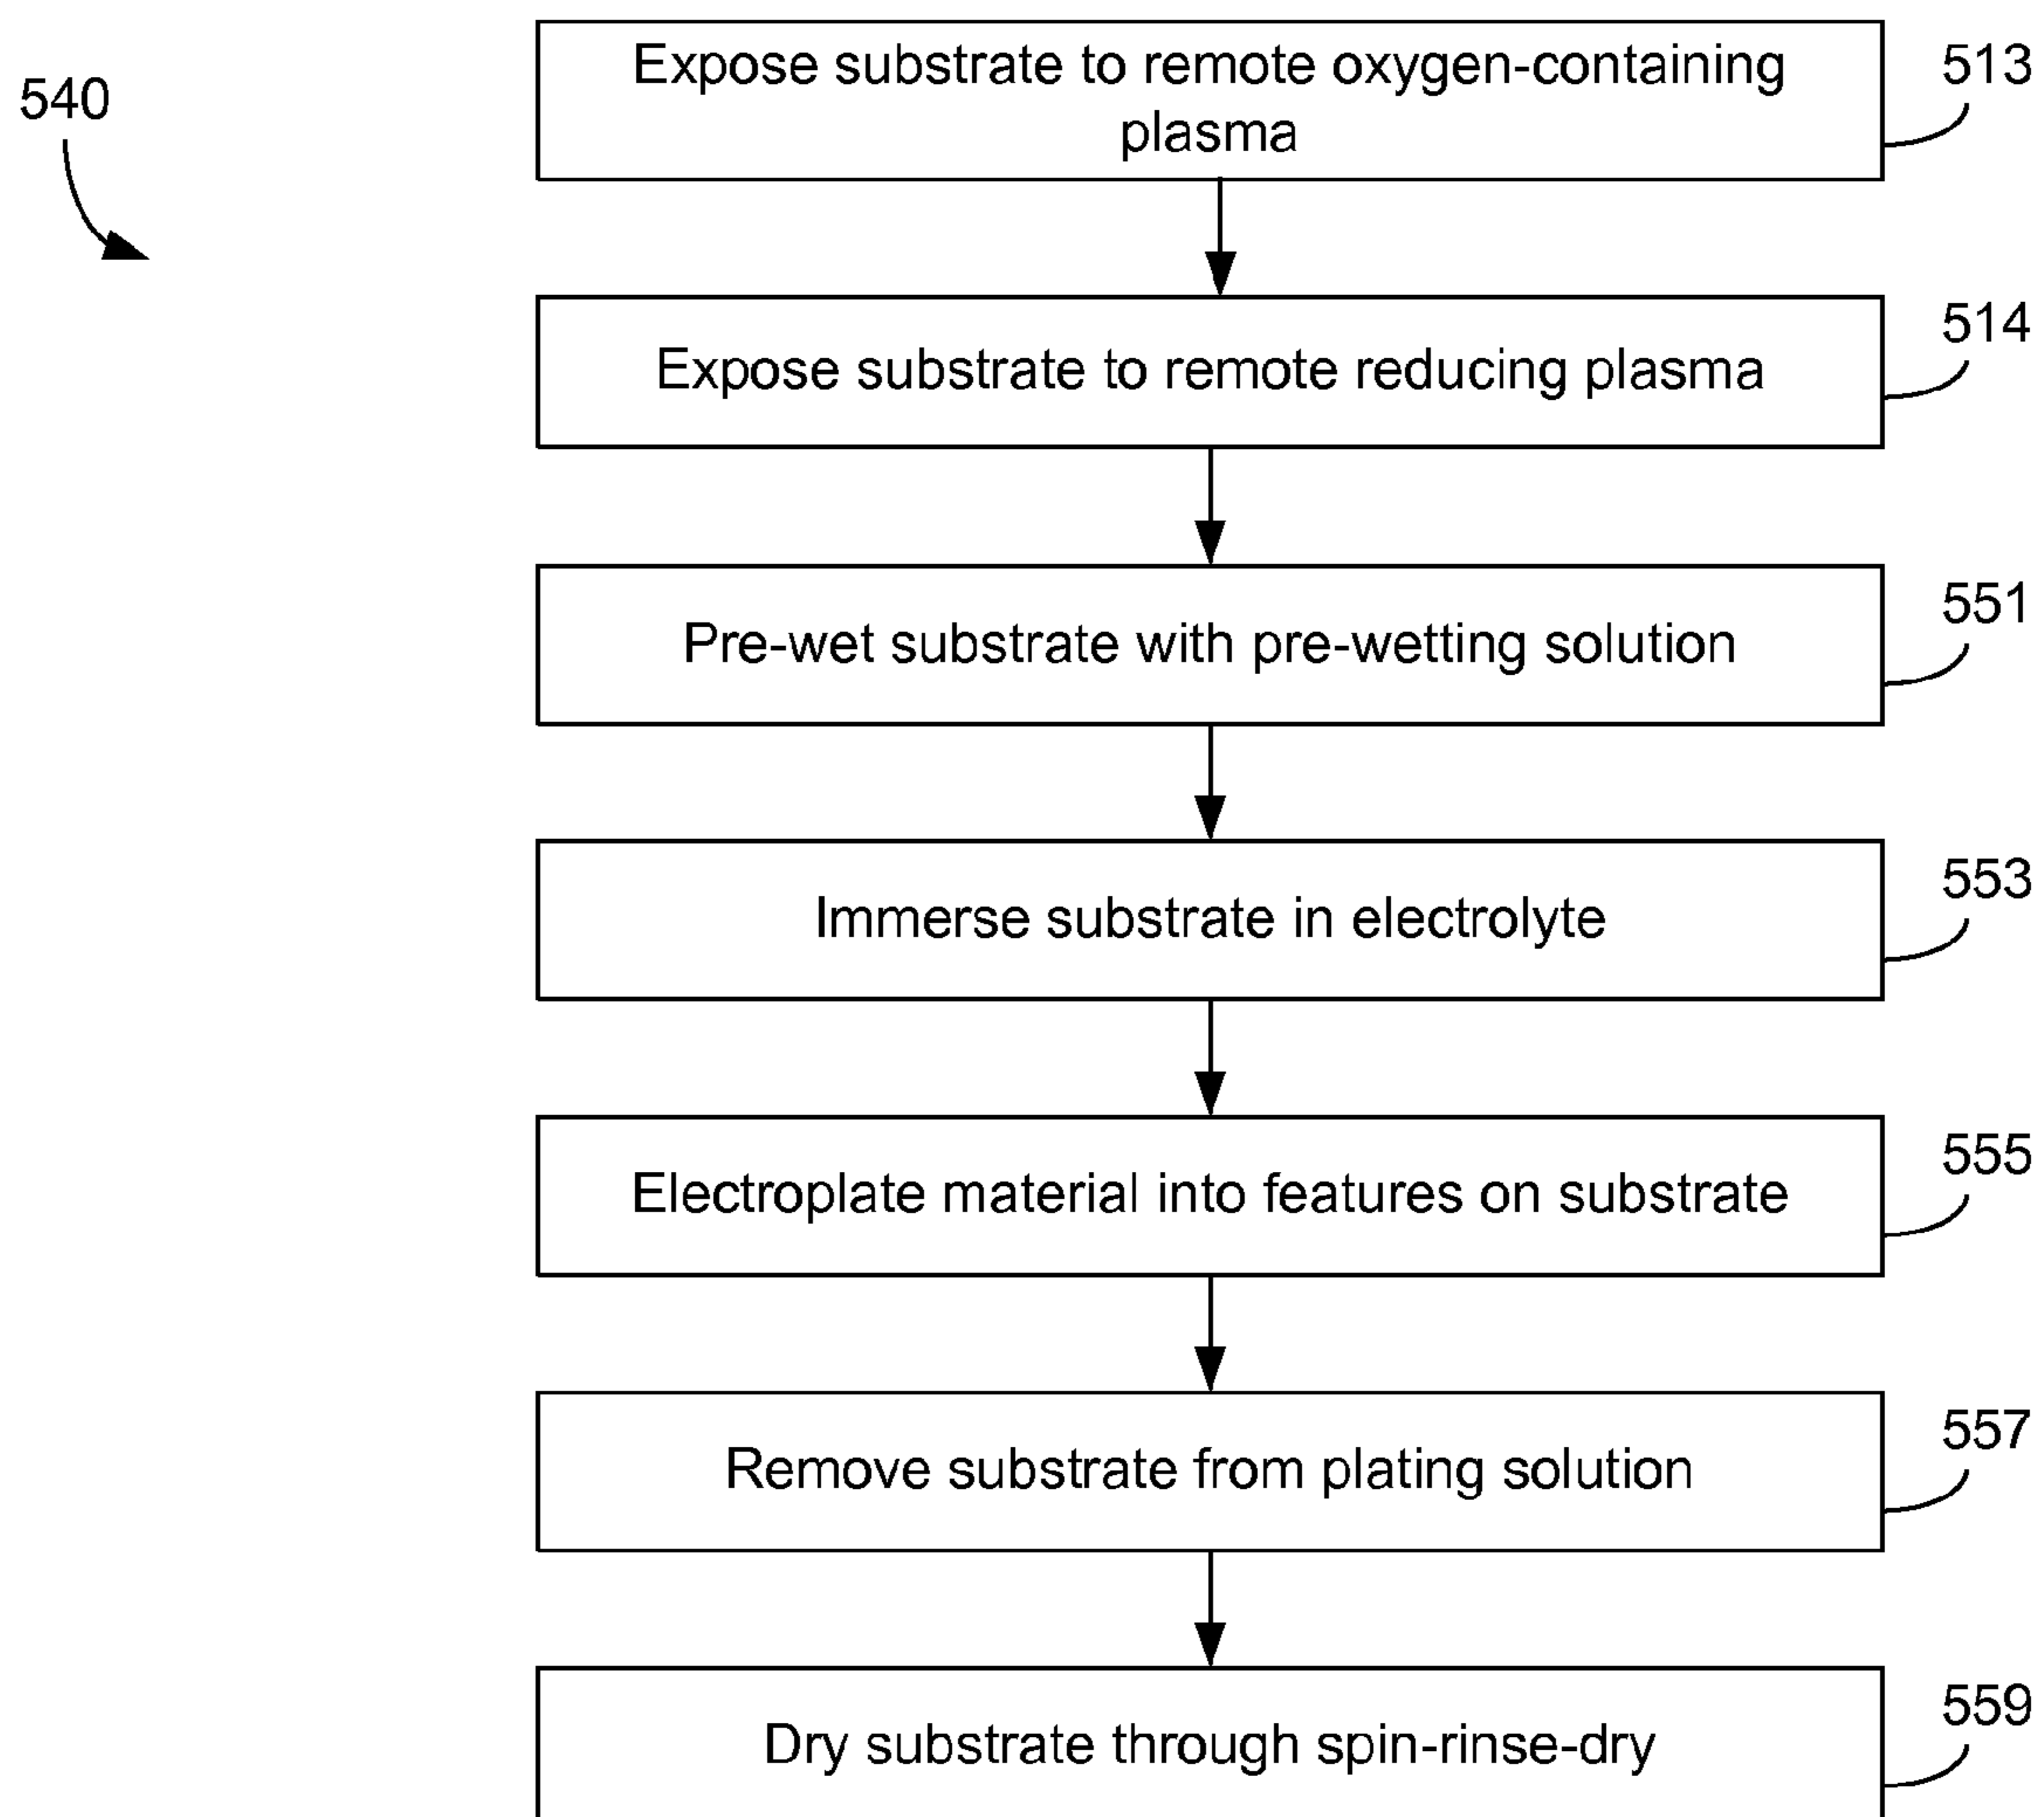 540
Expose substrate to remote oxygen-containing
plasma
513
Expose substrate to remote reducing plasma
514
Pre-wet substrate with pre-wetting solution
551
Immerse substrate in electrolyte
553
Electroplate material into features on substrate
555
Remove substrate from plating solution
557
Dry substrate through spin-rinse-dry
559